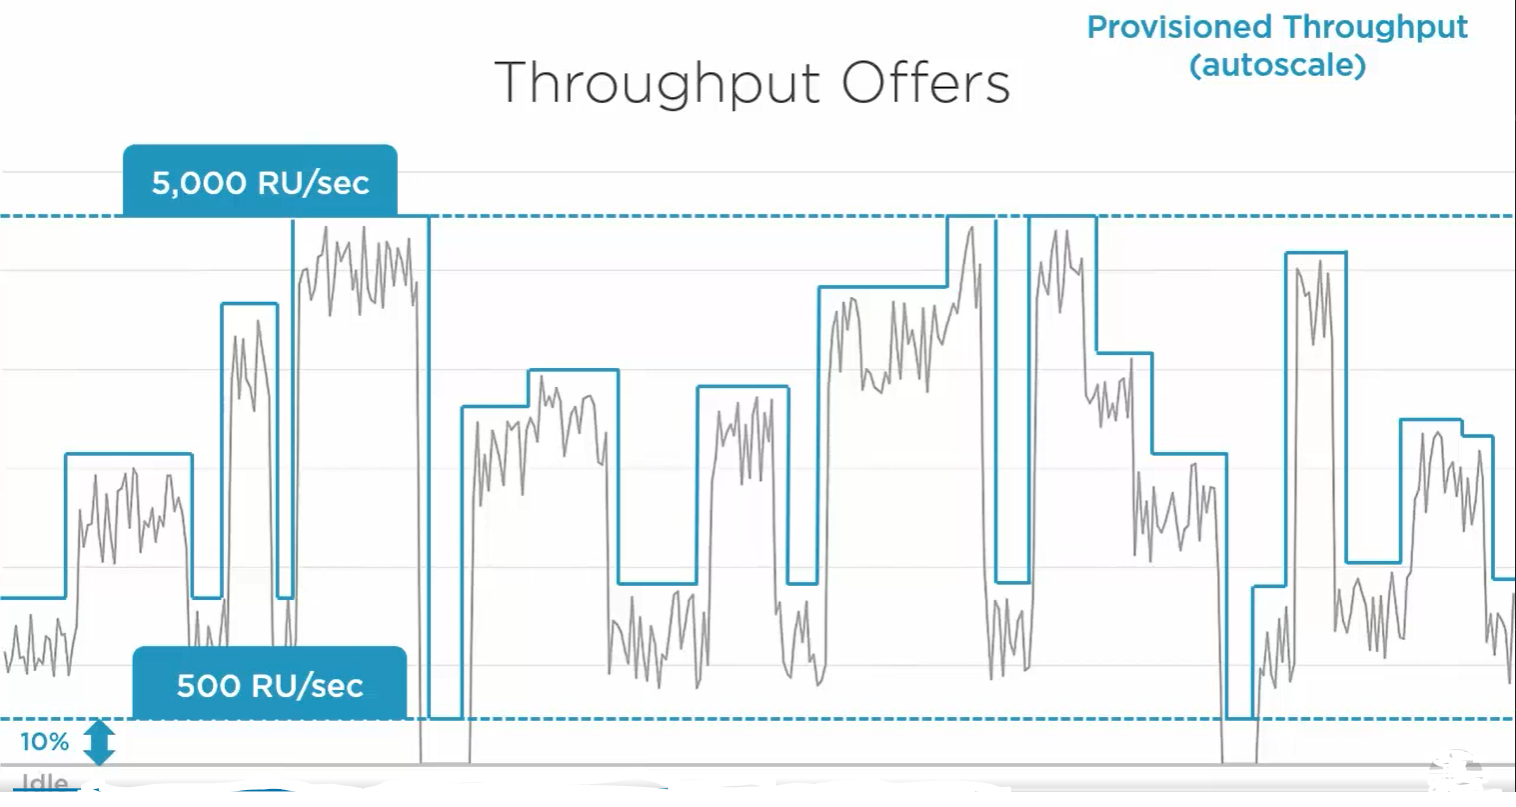 Provisioned Throughput
(autoscale)
Throughput Offers
5,000 RU/sec
500 RU/sec
10%
Idle